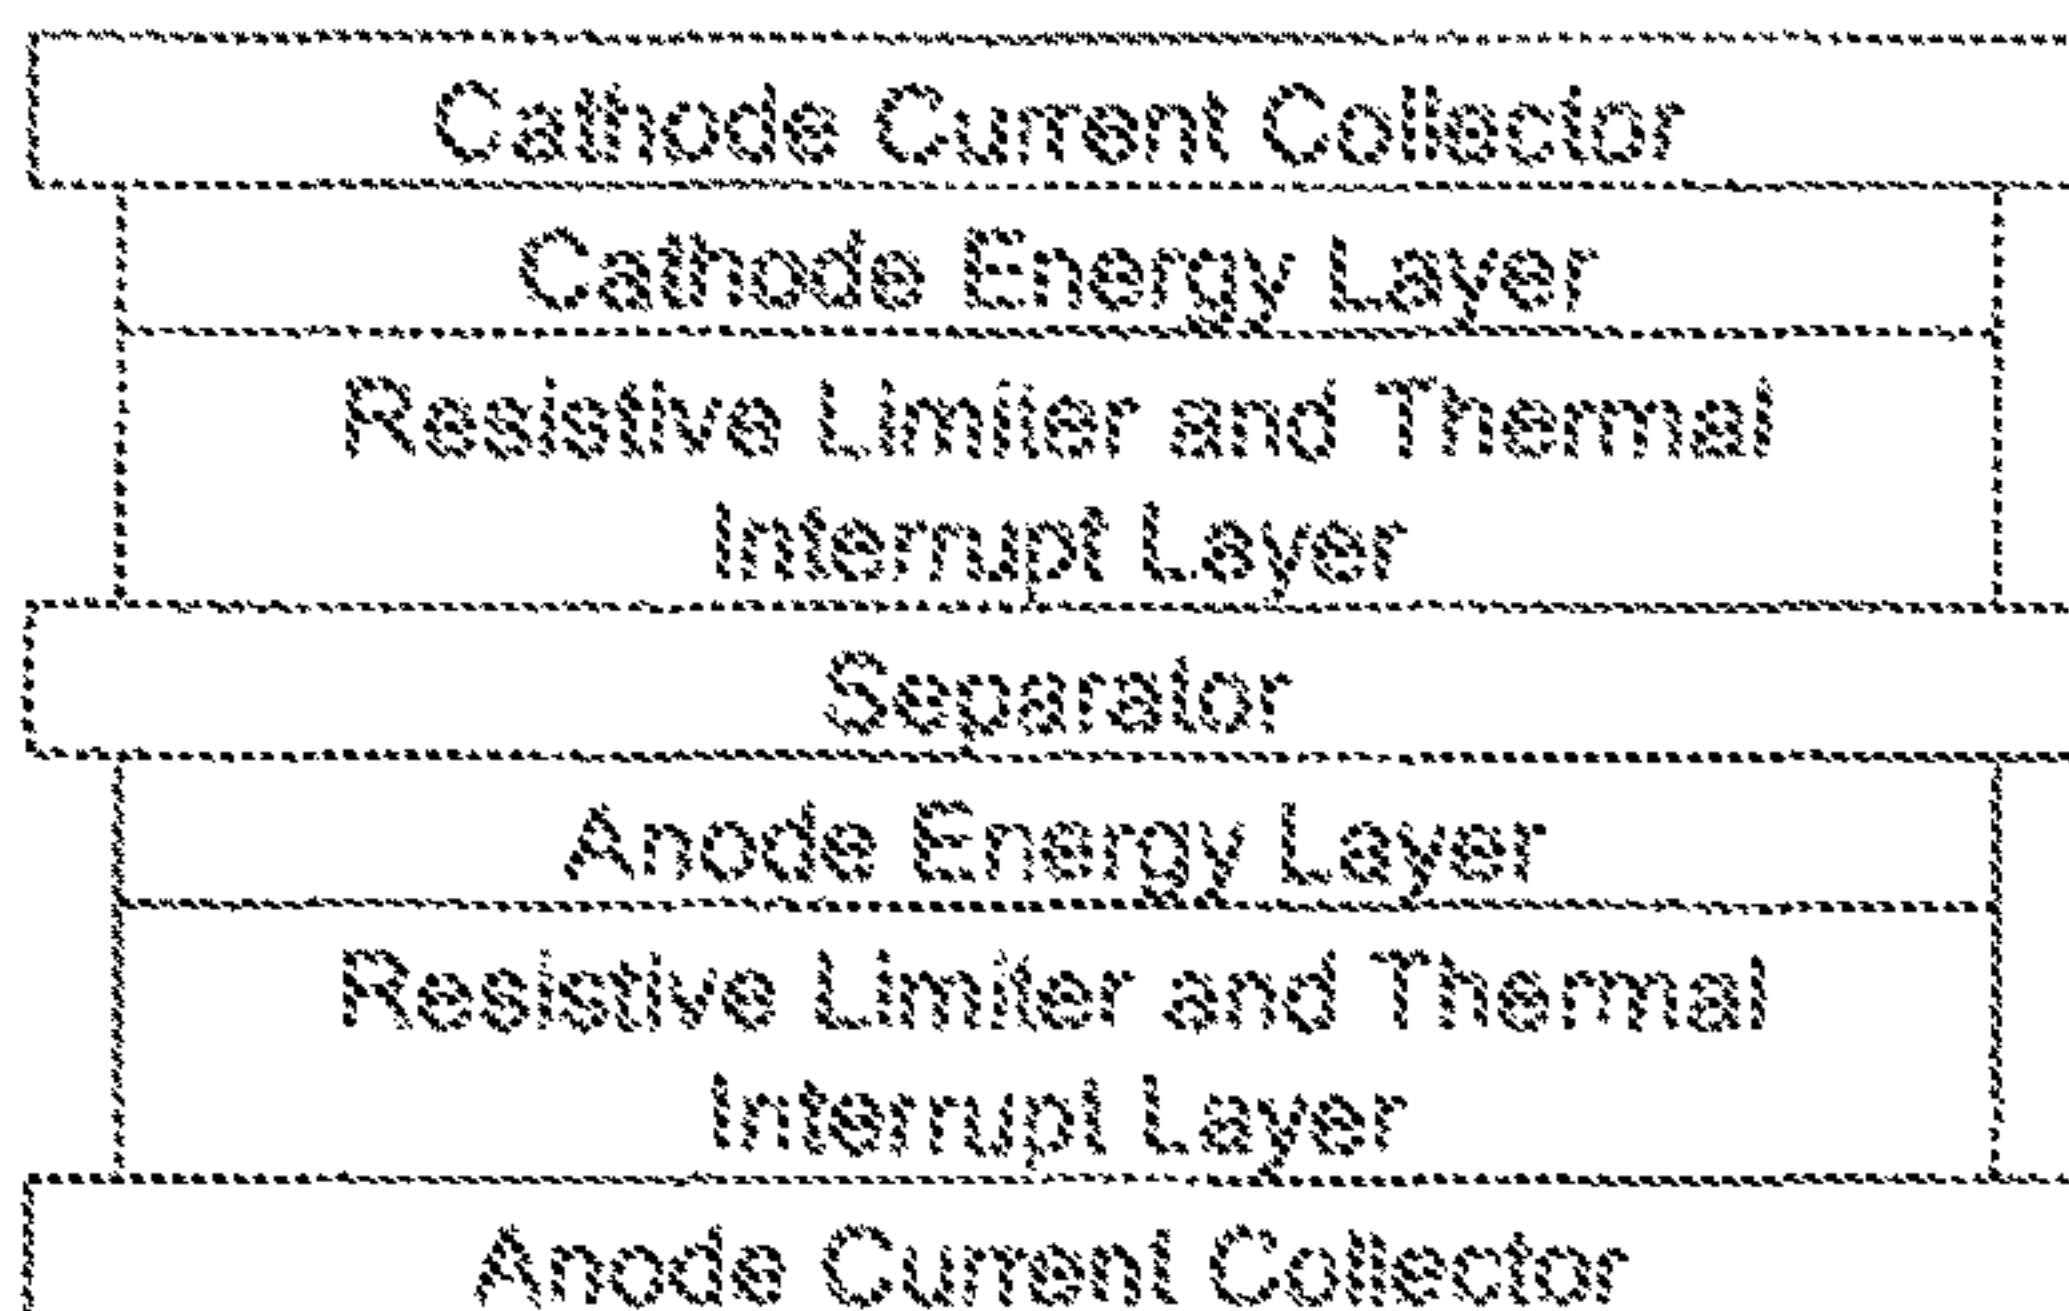 Cathode Current Collector
Cathode Energy Layer
Resistive Limiter and Thermal
Interrupt Layer
Separator
Anode Energy Layer
Resistive Limiter and Thermal
Interrupt Layer
Anode Current Collector